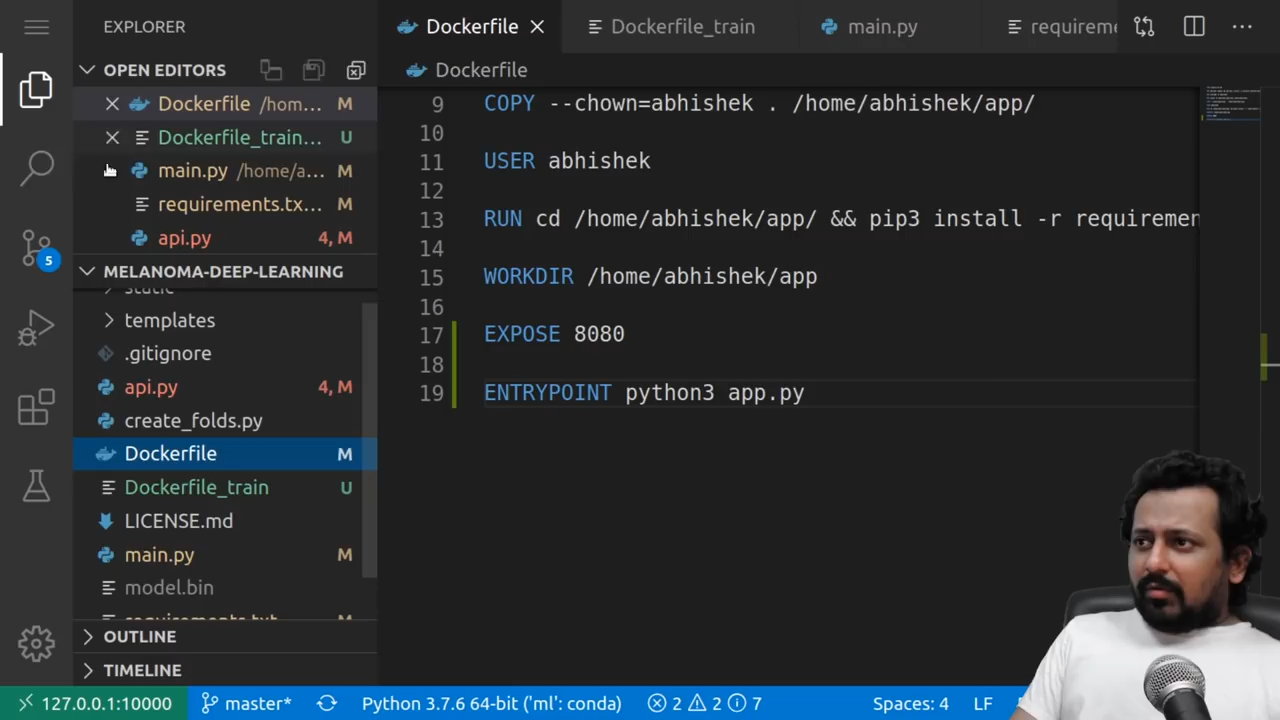 EXPLORER
Dockerfile
Dockerfile_train
main.py
requireme
OPEN EDITORS
Dockerfile
Dockerfile /hom... M
Dockerfile_train... U
main.py /home/a... M
requirements.tx... M
api.py 4, M
MELANOMA-DEEP-LEARNING
static
templates
.gitignore
api.py 4, M
create_folds.py
Dockerfile M
Dockerfile_train U
LICENSE.md
main.py M
model.bin
requirements.txt M
OUTLINE
TIMELINE
5
9 COPY --chown=abhishek . /home/abhishek/app/
10
11 USER abhishek
12
13 RUN cd /home/abhishek/app/ && pip3 install -r requiremen
14
15 WORKDIR /home/abhishek/app
16
17 EXPOSE 8080
18
19 ENTRYPOINT python3 app.py
127.0.0.1:10000 master* Python 3.7.6 64-bit ('ml': conda) 2 2 7 Spaces: 4 LF